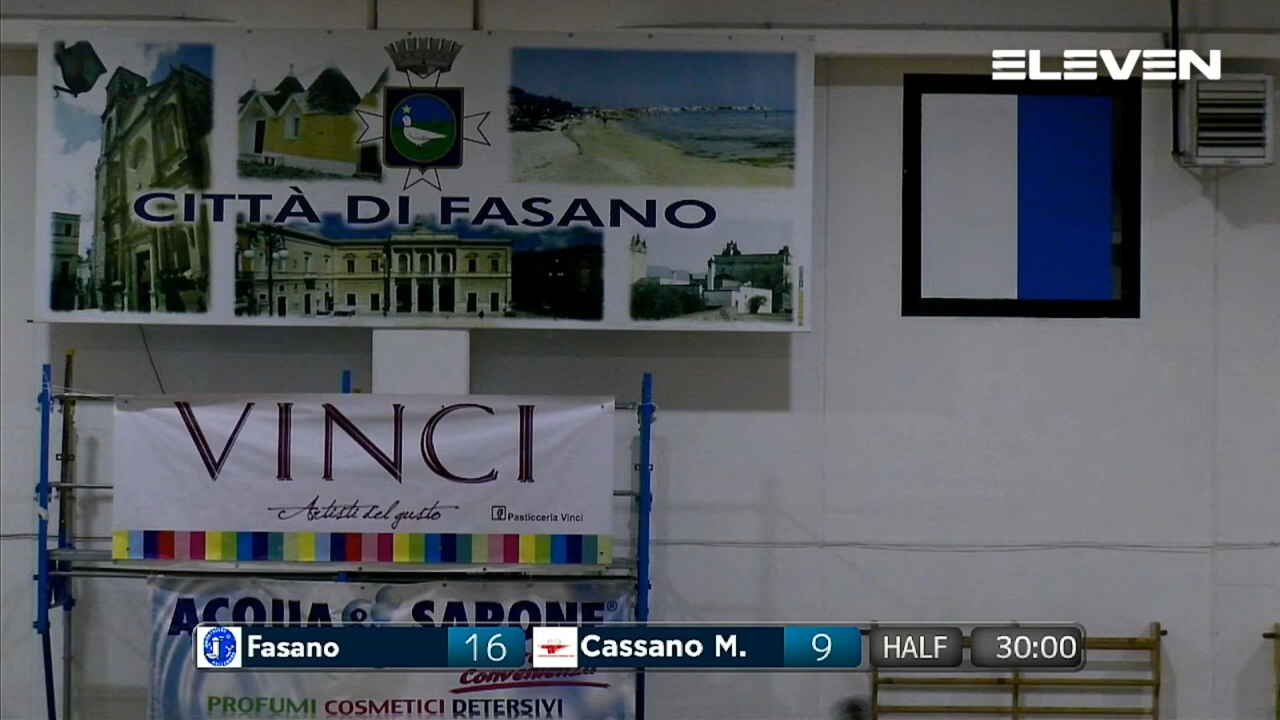 ELEVEN
CITTÀ DI FASANO
VINCI
Artisti del gusto
Pasticceria Vinci
ACQUA & SAPONE®
Fasano 16 Cassano M. 9 HALF 30:00
Convenienza
PROFUMI COSMETICI DETERSIVI